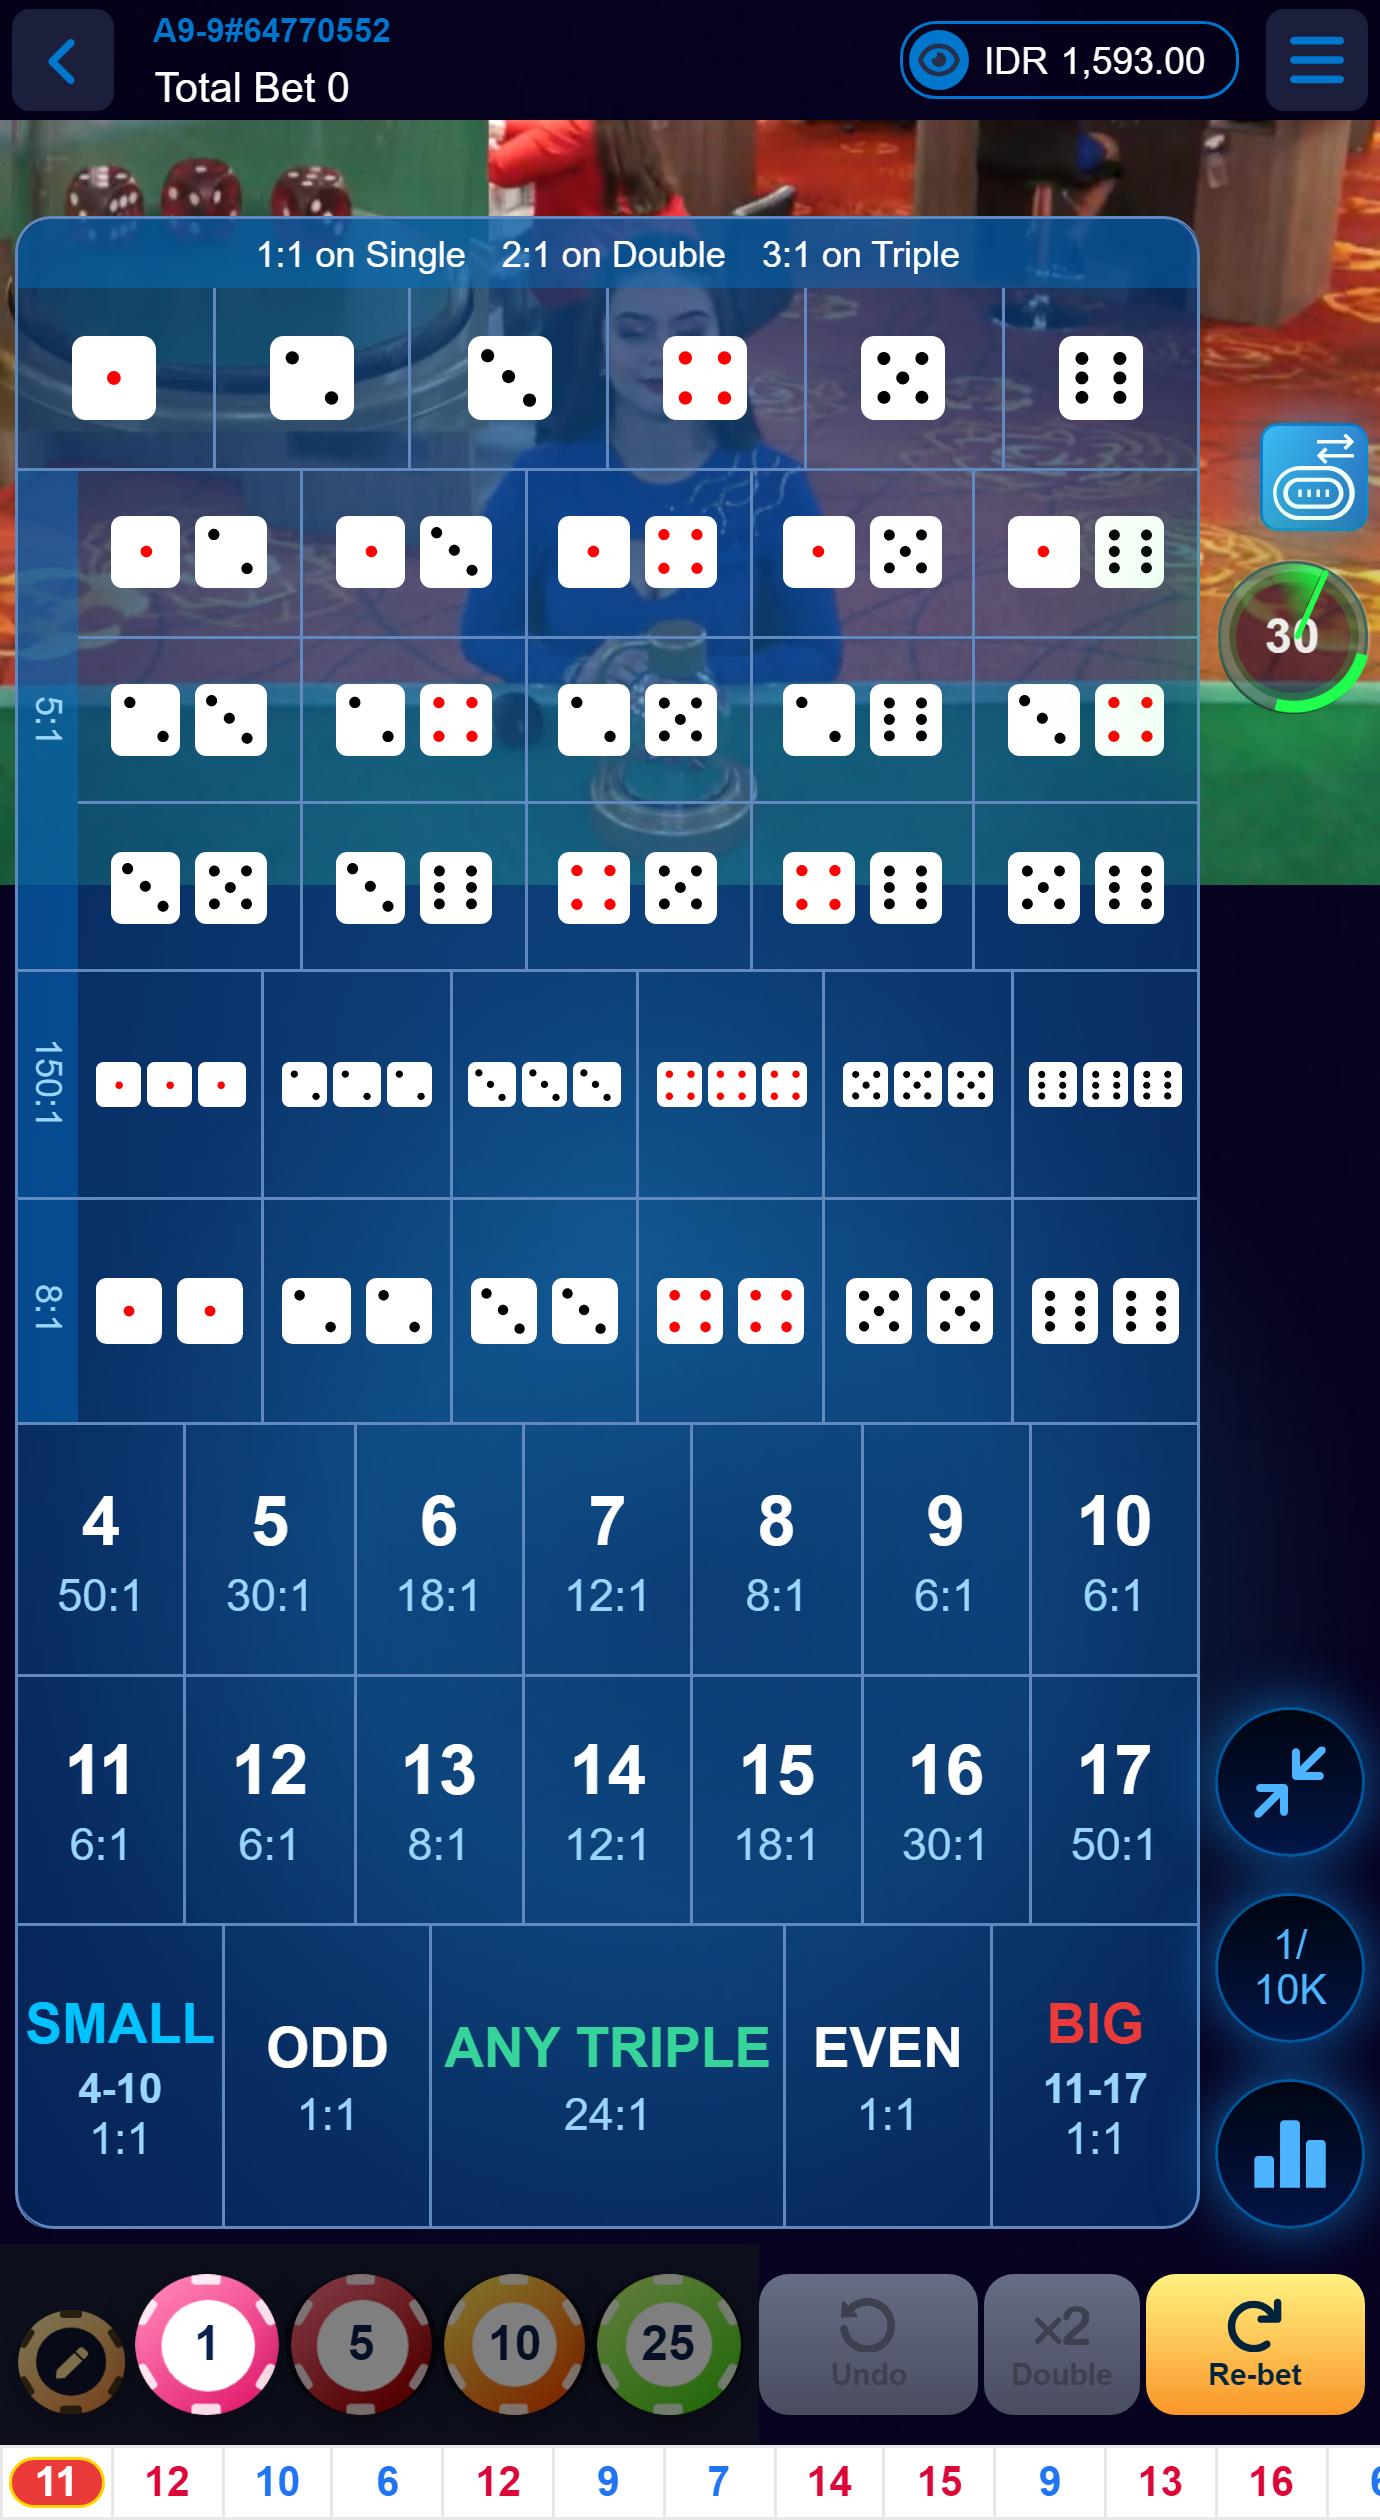 A9-9#64770552
Total Bet 0
IDR 1,593.00
1:1 on Single 2:1 on Double 3:1 on Triple
30
5:1
150:1
8:1
4 5 6 7 8 9 10
50:1 30:1 18:1 12:1 8:1 6:1 6:1
11 12 13 14 15 16 17
6:1 6:1 8:1 12:1 18:1 30:1 50:1
SMALL
4-10
1:1
ODD
1:1
ANY TRIPLE
24:1
EVEN
1:1
BIG
11-17
1:1
1/
10K
1 5 10 25
Undo
x2
Double
Re-bet
11 12 10 6 12 9 7 14 15 9 13 16